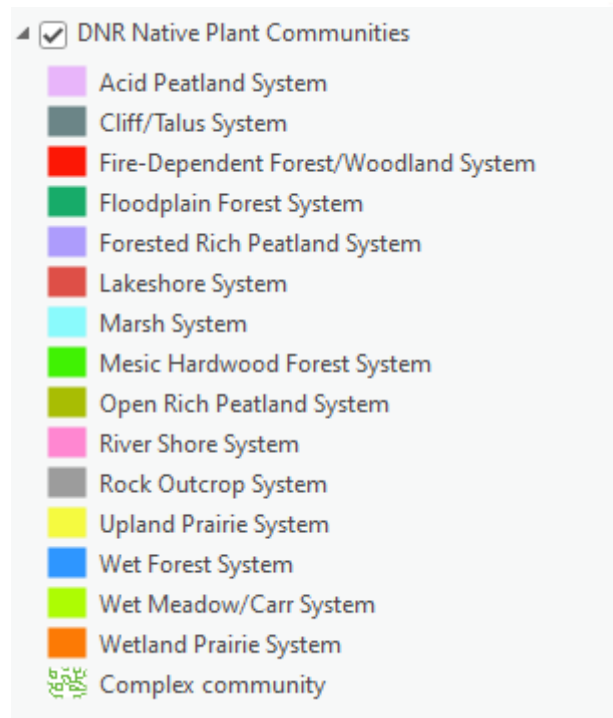 DNR Native Plant Communities
Acid Peatland System
Cliff/Talus System
Fire-Dependent Forest/Woodland System
Floodplain Forest System
Forested Rich Peatland System
Lakeshore System
Marsh System
Mesic Hardwood Forest System
Open Rich Peatland System
River Shore System
Rock Outcrop System
Upland Prairie System
Wet Forest System
Wet Meadow/Carr System
Wetland Prairie System
Complex community